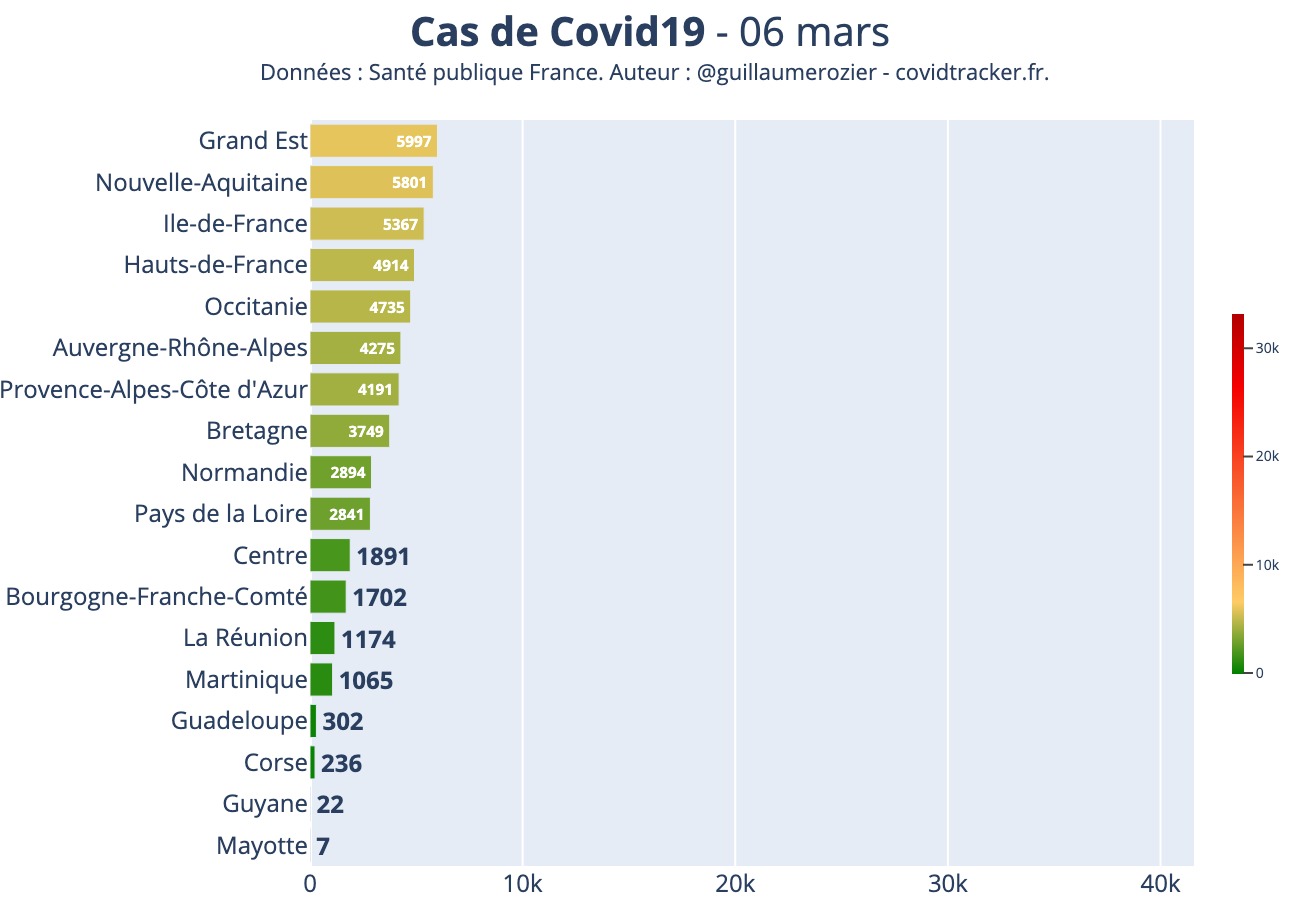 Cas de Covid19 - 06 mars
Données : Santé publique France. Auteur : @guillaumerozier - covidtracker.fr.
Grand Est 5997
Nouvelle-Aquitaine 5801
Ile-de-France 5367
Hauts-de-France 4914
Occitanie 4735
Auvergne-Rhône-Alpes 4275
Provence-Alpes-Côte d'Azur 4191
Bretagne 3749
Normandie 2894
Pays de la Loire 2841
Centre 1891
Bourgogne-Franche-Comté 1702
La Réunion 1174
Martinique 1065
Guadeloupe 302
Corse 236
Guyane 22
Mayotte 7
0 10k 20k 30k 40k
30k
20k
10k
0